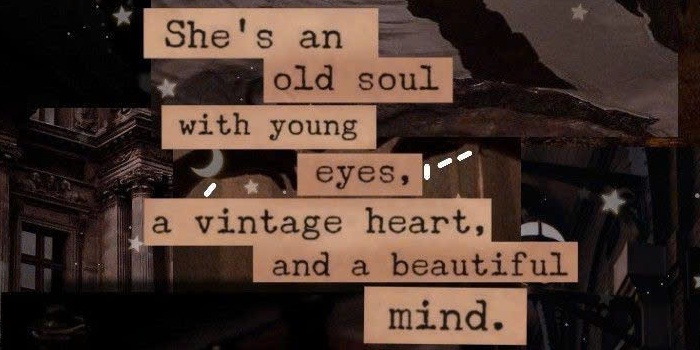 She's an
old soul
with young
eyes,
a vintage heart,
and a beautiful
mind.